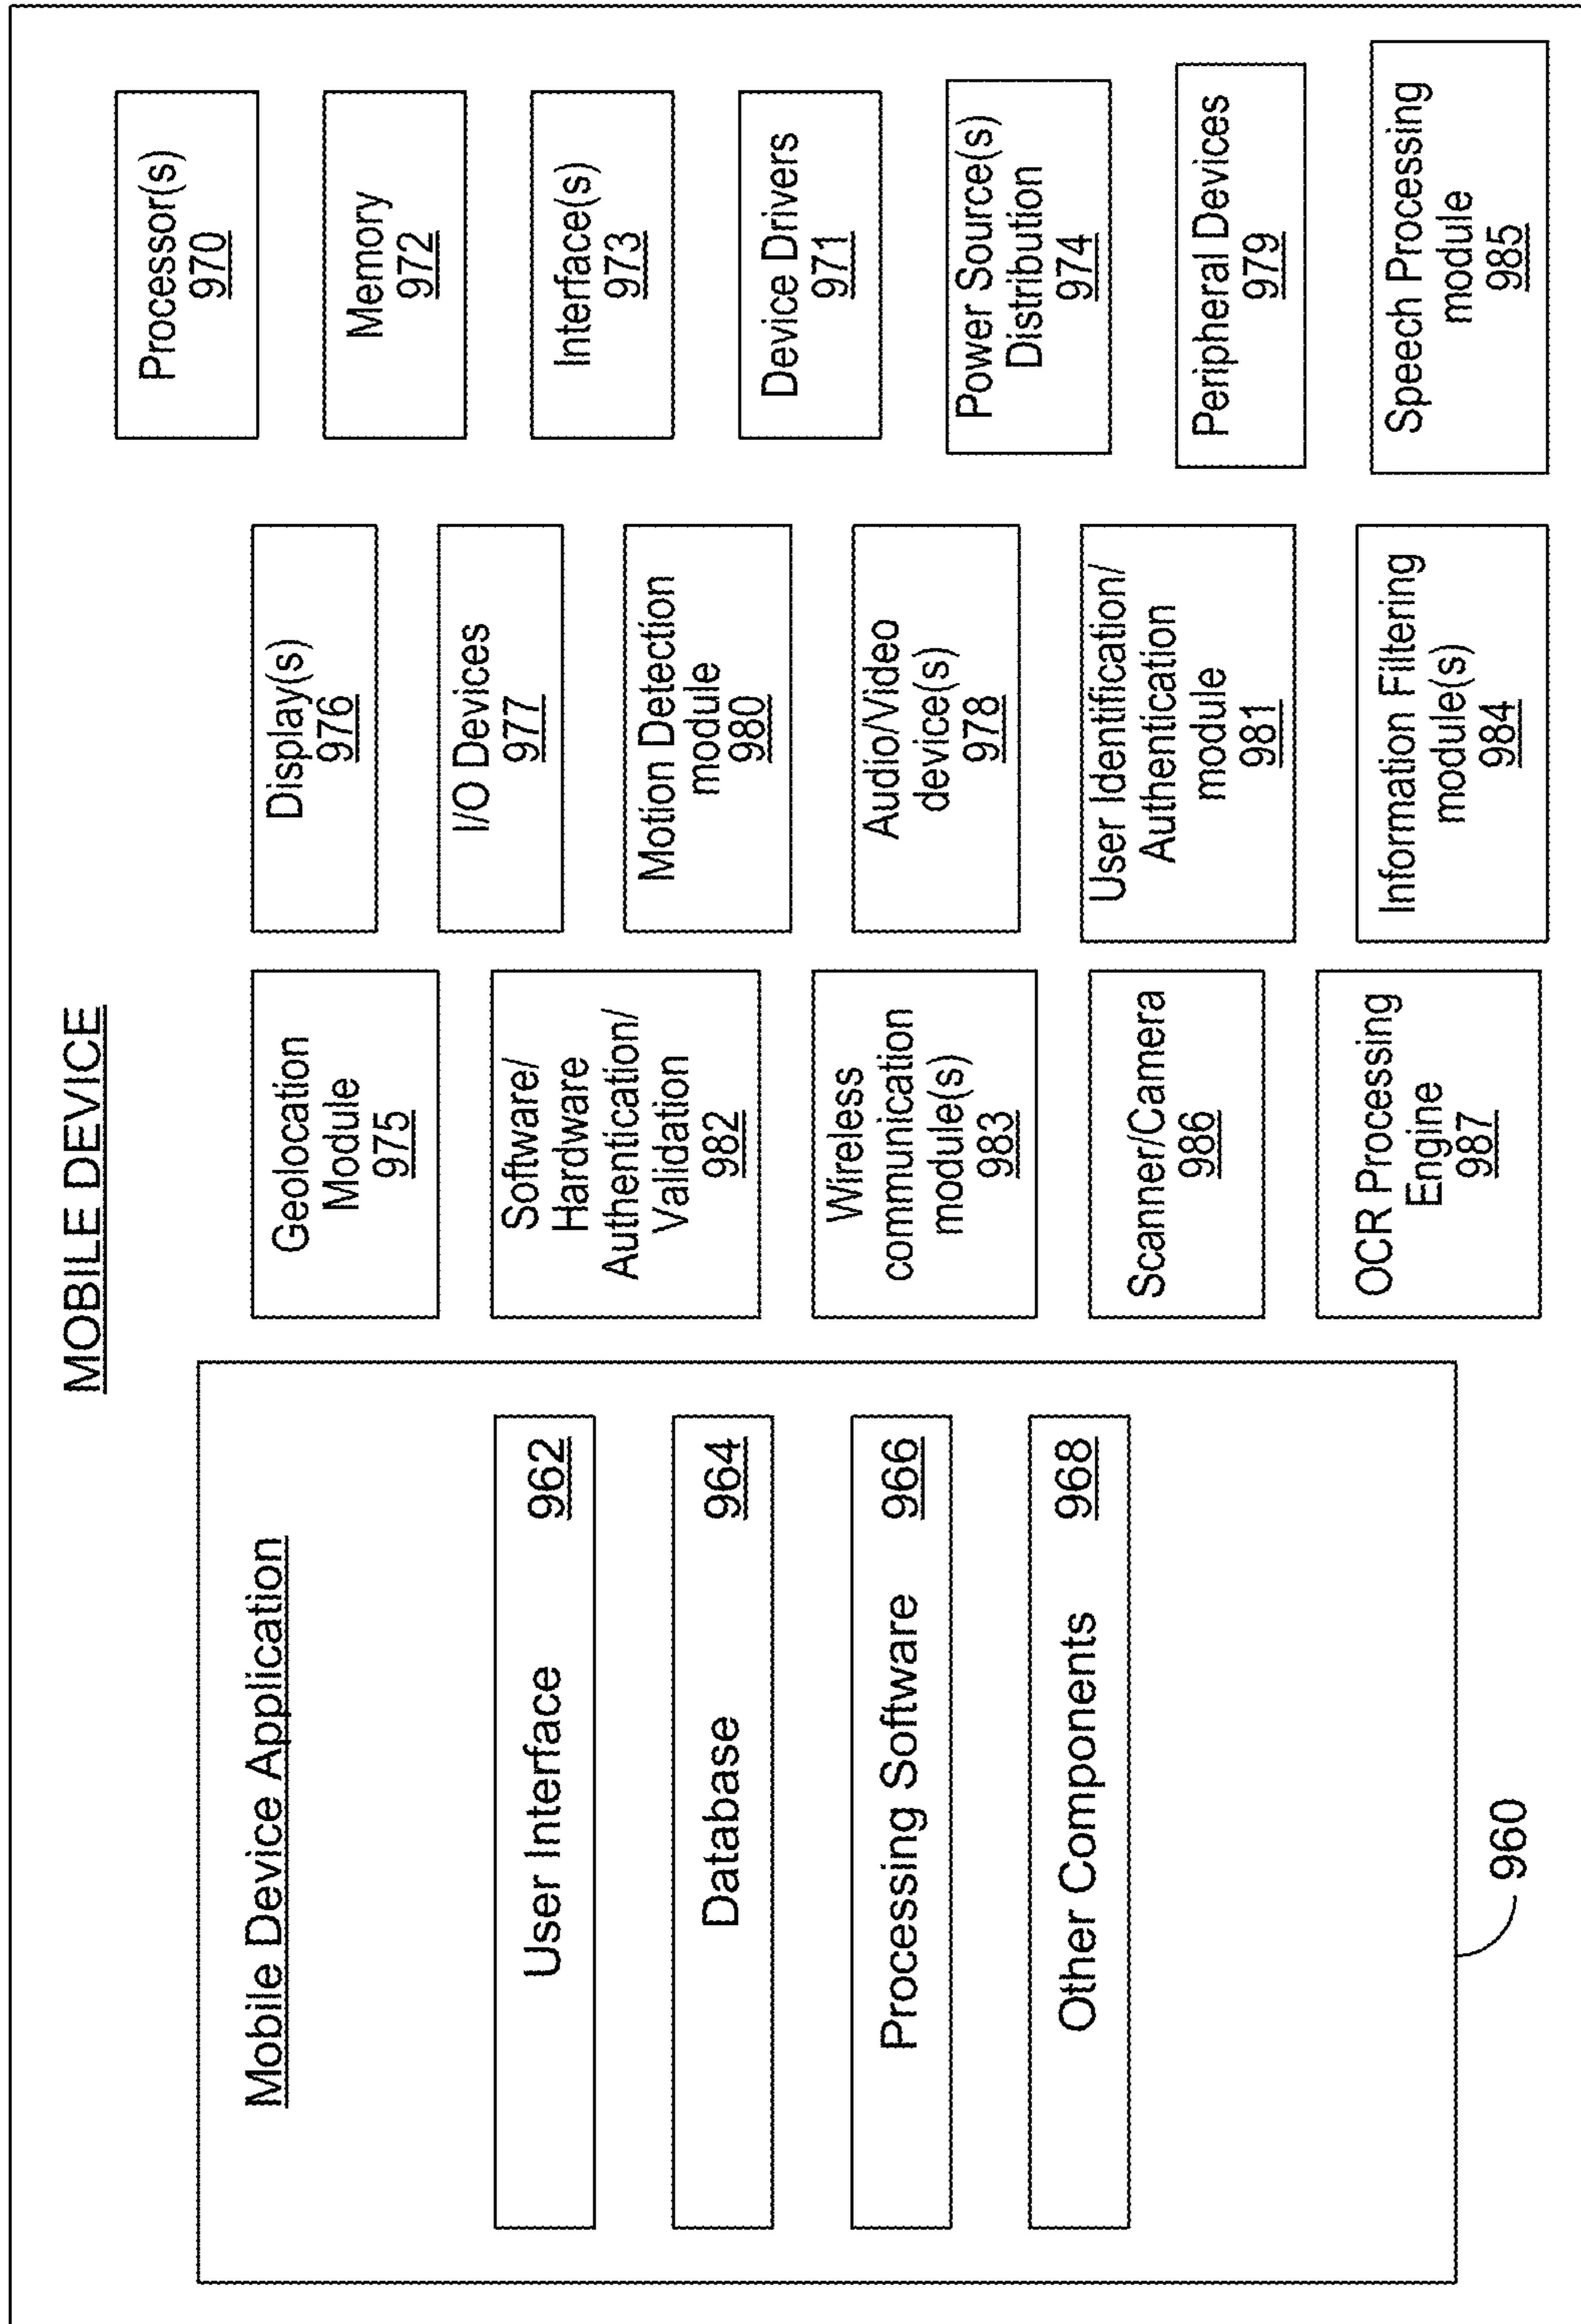 MOBILE DEVICE
Mobile Device Application
User Interface 962
Database 964
Processing Software 966
Other Components 968
960
Geolocation
Module
975
Software/
Hardware
Authentication/
Validation
982
Wireless
communication
module(s)
983
Scanner/Camera
986
OCR Processing
Engine
987
Display(s)
976
I/O Devices
977
Motion Detection
module
980
Audio/Video
device(s)
978
User Identification/
Authentication
module
981
Information Filtering
module(s)
984
Processor(s)
970
Memory
972
Interface(s)
973
Device Drivers
971
Power Source(s)
Distribution
974
Peripheral Devices
979
Speech Processing
module
985